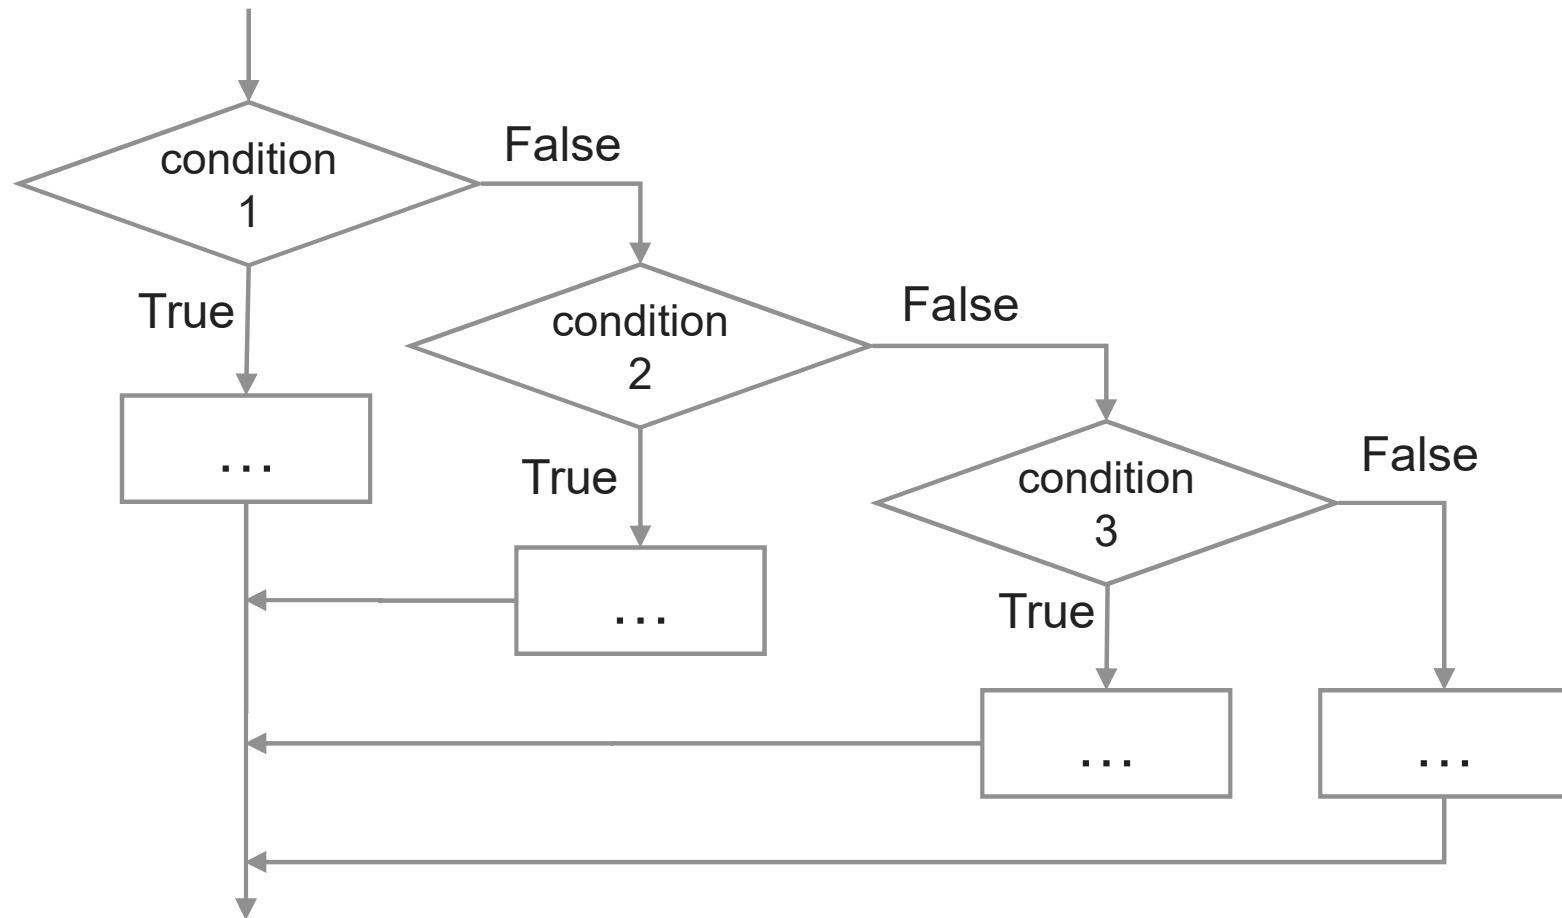 condition
1
False
True
condition
2
False
True
condition
3
False
True
...
...
...
...